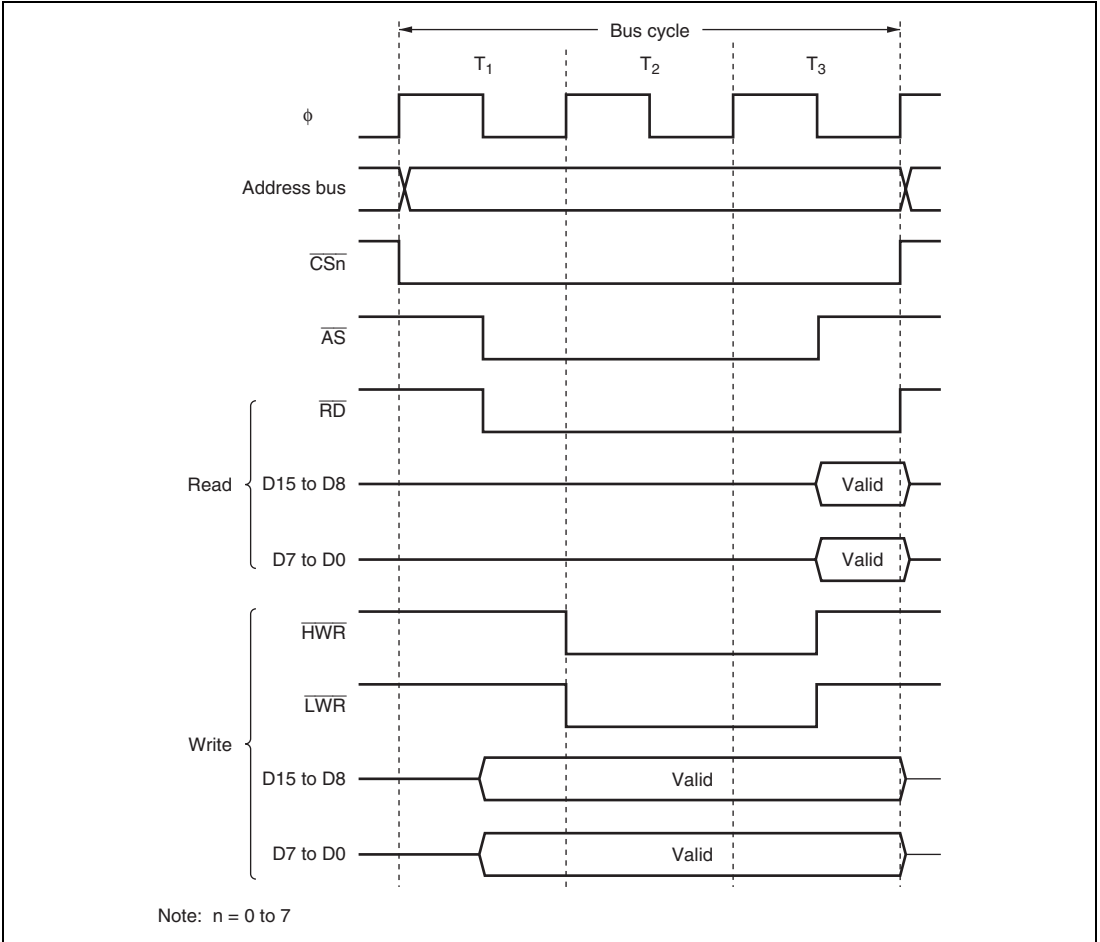 Bus cycle
T1 T2 T3
ϕ
Address bus
CSn
AS
RD
Read
D15 to D8 Valid
D7 to D0 Valid
HWR
LWR
Write
D15 to D8 Valid
D7 to D0 Valid
Note: n = 0 to 7